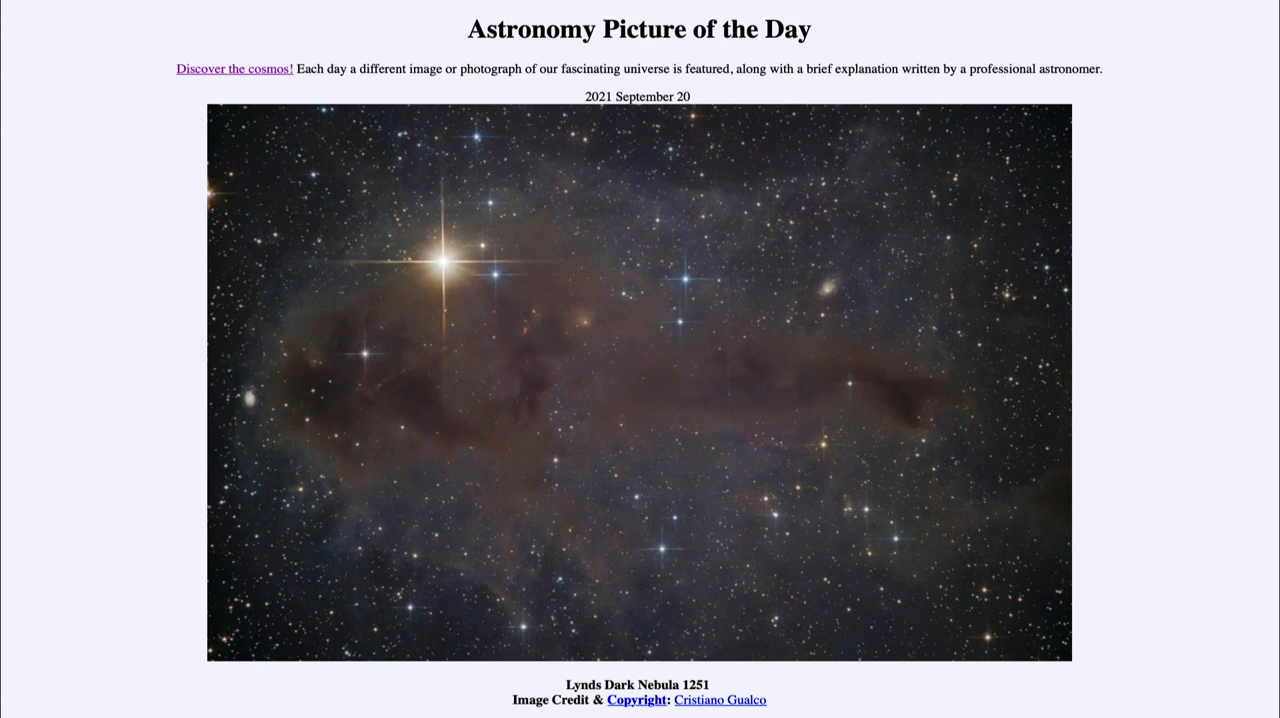 Astronomy Picture of the Day
Discover the cosmos! Each day a different image or photograph of our fascinating universe is featured, along with a brief explanation written by a professional astronomer.
2021 September 20
Lynds Dark Nebula 1251
Image Credit & Copyright: Cristiano Gualco